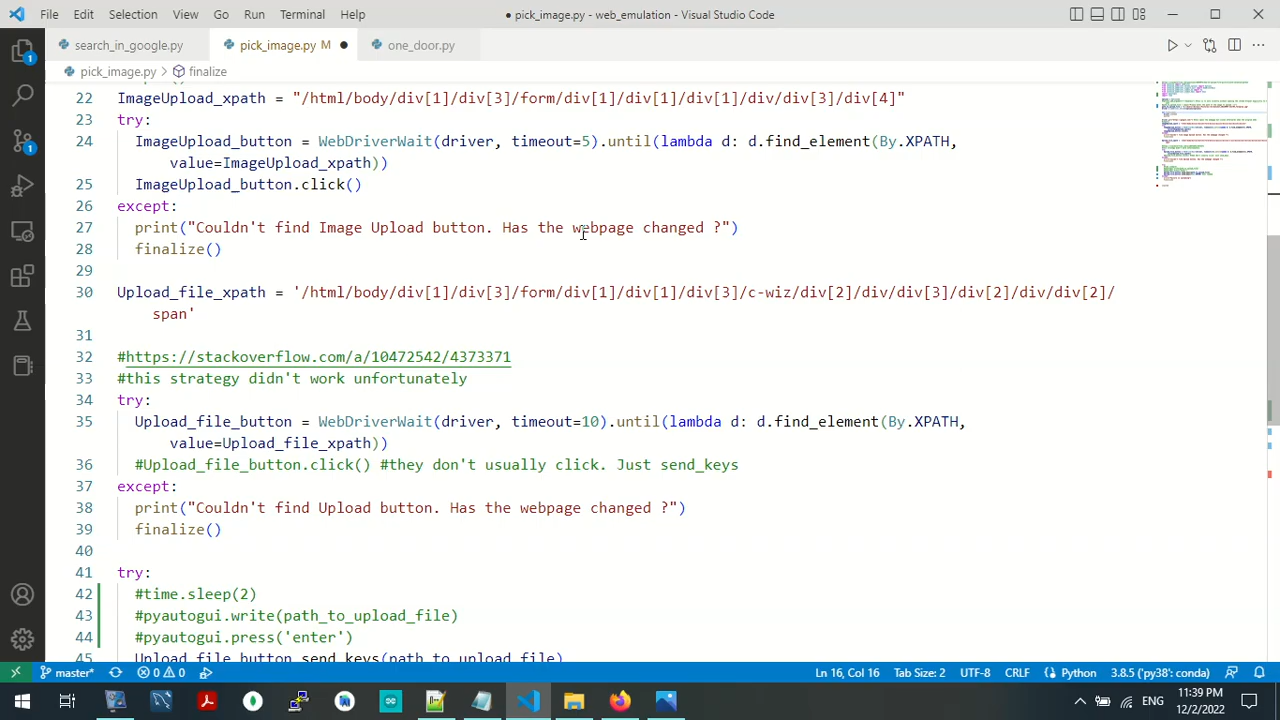 File Edit Selection View Go Run Terminal Help
● pick_image.py - web_emulation - Visual Studio Code
search_in_google.py
pick_image.py M ●
one_door.py
pick_image.py > finalize
22 ImageUpload_xpath = "/html/body/div[1]/div[3]/form/div[1]/div[1]/div[1]/div/div[3]/div[4]"
23 try:
24 ImageUpload_button = WebDriverWait(driver, timeout=5).until(lambda d: d.find_element(By.XPATH,
value=ImageUpload_xpath))
25 ImageUpload_button.click()
26 except:
27 print("Couldn't find Image Upload button. Has the webpage changed ?")
28 finalize()
29
30 Upload_file_xpath = '/html/body/div[1]/div[3]/form/div[1]/div[1]/div[3]/c-wiz/div[2]/div/div[3]/div[2]/div/div[2]/
span'
31
32 #https://stackoverflow.com/a/10472542/4373371
33 #this strategy didn't work unfortunately
34 try:
35 Upload_file_button = WebDriverWait(driver, timeout=10).until(lambda d: d.find_element(By.XPATH,
value=Upload_file_xpath))
36 #Upload_file_button.click() #they don't usually click. Just send_keys
37 except:
38 print("Couldn't find Upload button. Has the webpage changed ?")
39 finalize()
40
41 try:
42 #time.sleep(2)
43 #pyautogui.write(path_to_upload_file)
44 #pyautogui.press('enter')
45 Upload_file_button.send_keys(path_to_upload_file)
master* 0 0 Ln 16, Col 16 Tab Size: 2 UTF-8 CRLF Python 3.8.5 ('py38': conda)
ENG
11:39 PM
12/2/2022